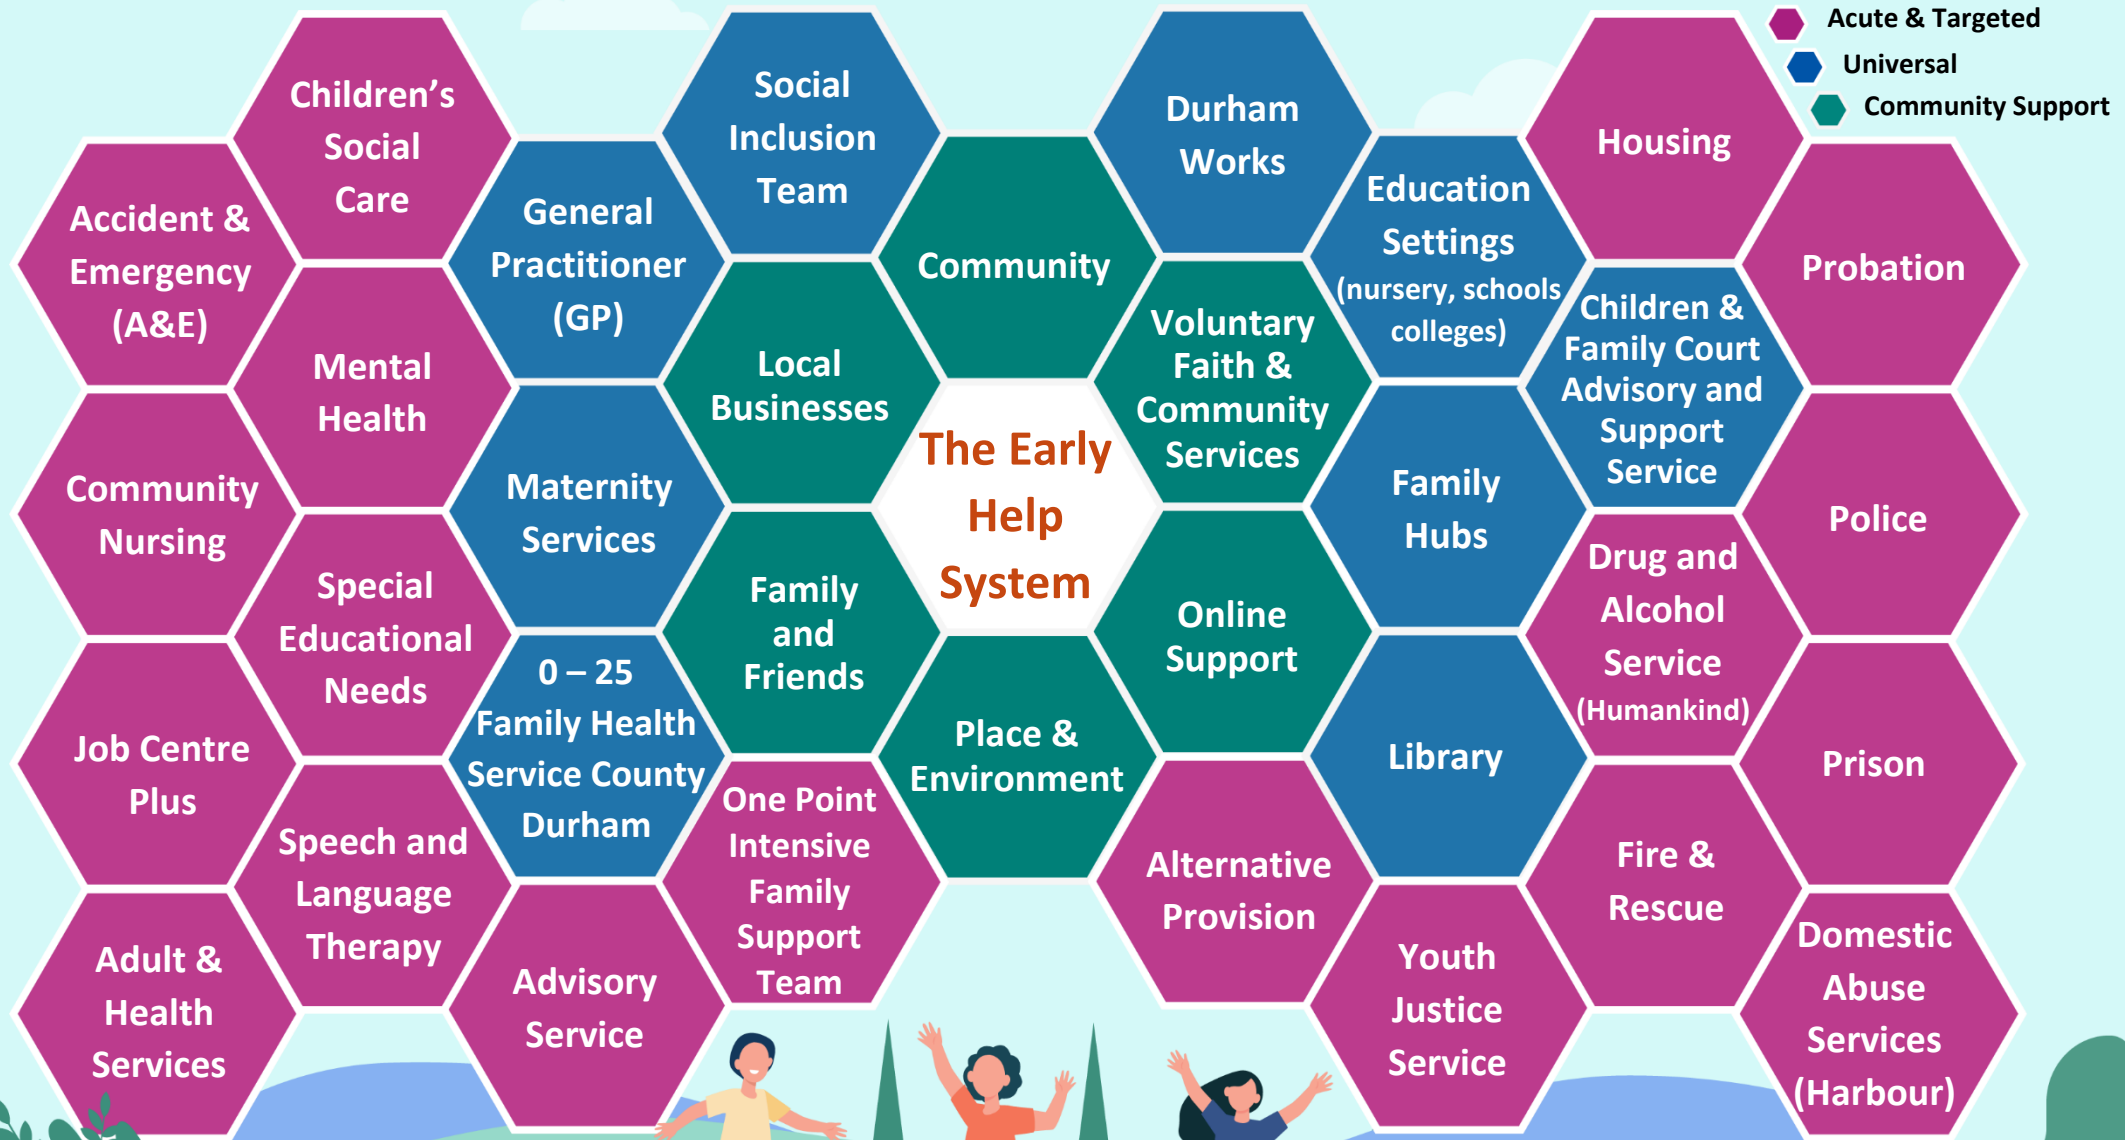 Acute & Targeted
Universal
Community Support
Accident &
Emergency
(A&E)
Community
Nursing
Job Centre
Plus
Adult &
Health
Services
Children’s
Social
Care
Mental
Health
Special
Educational
Needs
Speech and
Language
Therapy
General
Practitioner
(GP)
Maternity
Services
0 – 25
Family Health
Service County
Durham
Advisory
Service
Social
Inclusion
Team
Local
Businesses
Family
and
Friends
One Point
Intensive
Family
Support
Team
Community
The Early
Help
System
Place &
Environment
Durham
Works
Voluntary
Faith &
Community
Services
Online
Support
Alternative
Provision
Education
Settings
(nursery, schools
colleges)
Family
Hubs
Library
Youth
Justice
Service
Housing
Children &
Family Court
Advisory and
Support
Service
Drug and
Alcohol
Service
(Humankind)
Fire &
Rescue
Probation
Police
Prison
Domestic
Abuse
Services
(Harbour)